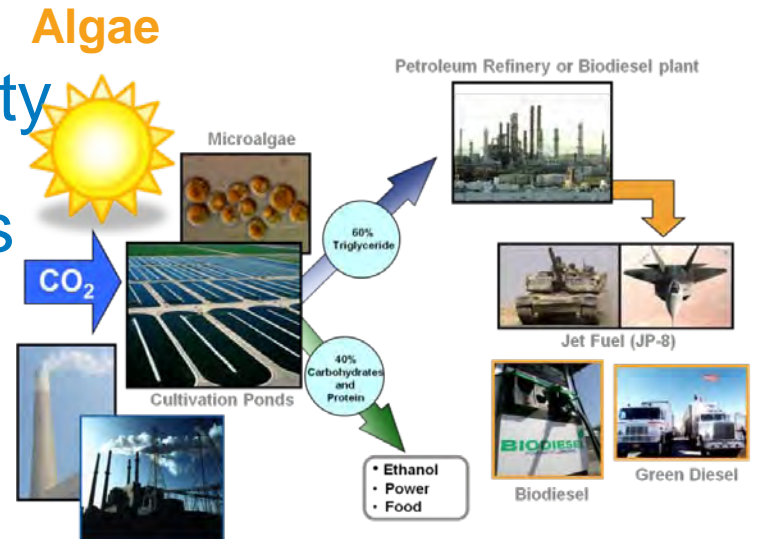 Algae
ty
s
Petroleum Refinery or Biodiesel plant
Microalgae
60%
Triglyceride
CO₂
Jet Fuel (JP-8)
40%
Carbohydrates
and
Protein
Cultivation Ponds
BIODIESEL
• Ethanol
• Power
• Food
Biodiesel
Green Diesel